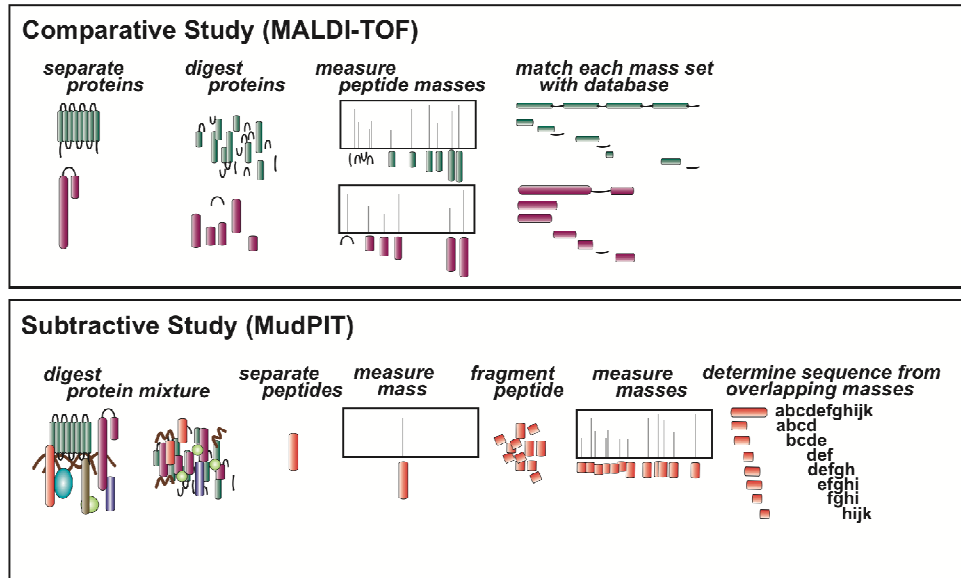 Comparative Study (MALDI-TOF)
separate
proteins
digest
proteins
measure
peptide masses
match each mass set
with database
Subtractive Study (MudPIT)
digest
protein mixture
separate
peptides
measure
mass
fragment
peptide
measure
masses
determine sequence from
overlapping masses
abcdefghijk
abcd
bcde
def
defgh
efghi
fghi
hijk